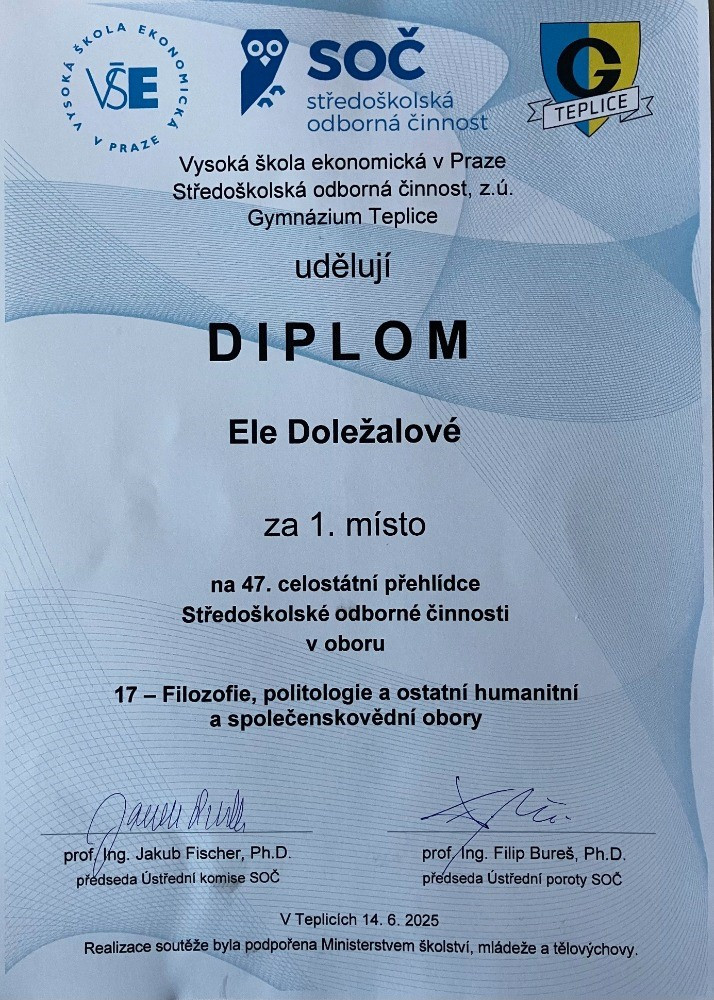 VYSOKÁ ŠKOLA EKONOMICKÁ V PRAZE
VŠE
SOČ
středoškolská
odborná činnost
G
TEPLICE
Vysoká škola ekonomická v Praze
Středoškolská odborná činnost, z.ú.
Gymnázium Teplice
udělují
DIPLOM
Ele Doležalové
za 1. místo
na 47. celostátní přehlídce
Středoškolské odborné činnosti
v oboru
17 – Filozofie, politologie a ostatní humanitní
a společenskovědní obory
prof. Ing. Jakub Fischer, Ph.D.
předseda Ústřední komise SOČ
prof. Ing. Filip Bureš, Ph.D.
předseda Ústřední poroty SOČ
V Teplicích 14. 6. 2025
Realizace soutěže byla podpořena Ministerstvem školství, mládeže a tělovýchovy.